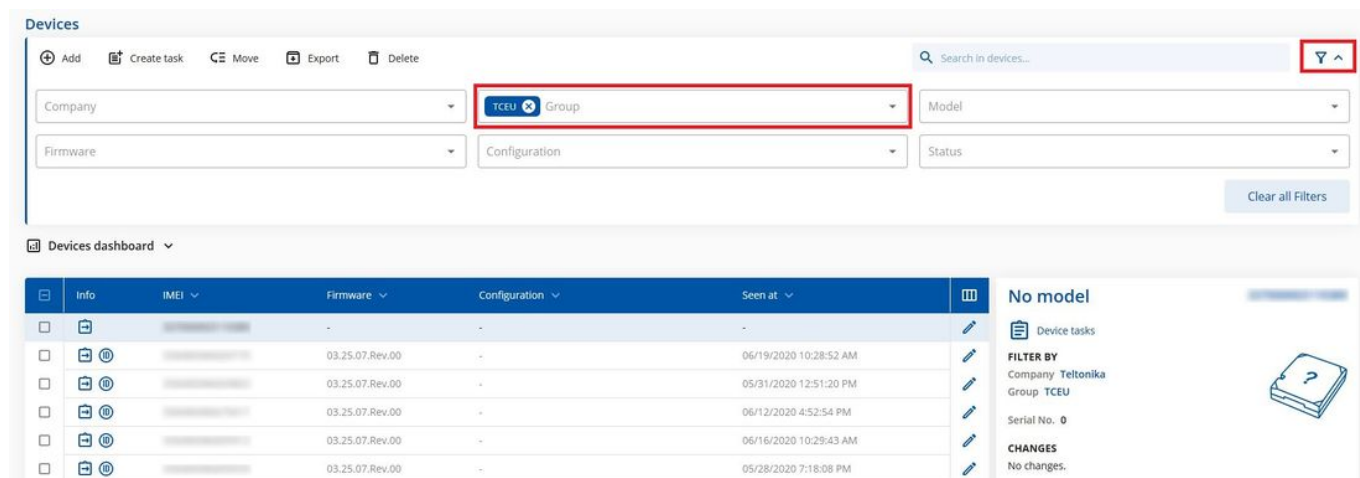 Devices
Add Create task Move Export Delete Search in devices...
Company TCEU Group Model
Firmware Configuration Status
Clear all Filters
Devices dashboard
Info IMEI Firmware Configuration Seen at
- - -
03.25.07.Rev.00 - 06/19/2020 10:28:52 AM
03.25.07.Rev.00 - 05/31/2020 12:51:20 PM
03.25.07.Rev.00 - 06/12/2020 4:52:54 PM
03.25.07.Rev.00 - 06/16/2020 10:29:43 AM
03.25.07.Rev.00 - 05/28/2020 7:18:08 PM
No model
Device tasks
FILTER BY
Company Teltonika
Group TCEU
Serial No. 0
CHANGES
No changes.